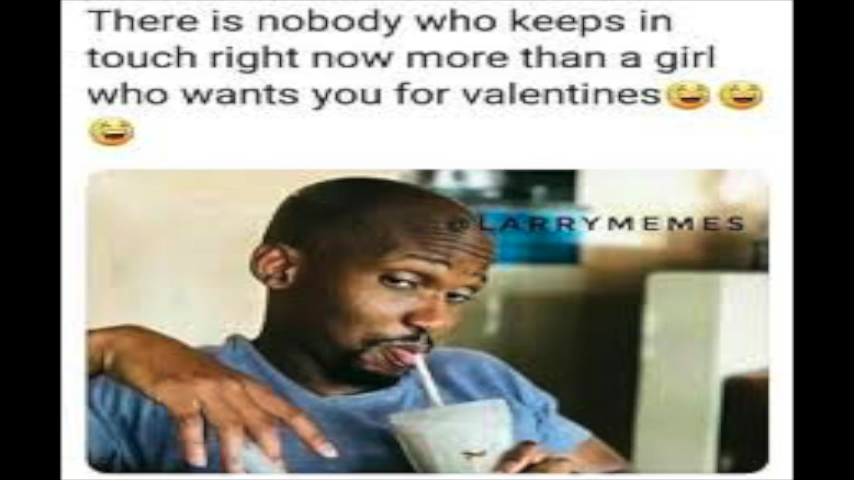 There is nobody who keeps in
touch right now more than a girl
who wants you for valentines😅😅
😅
@LARRYMEMES